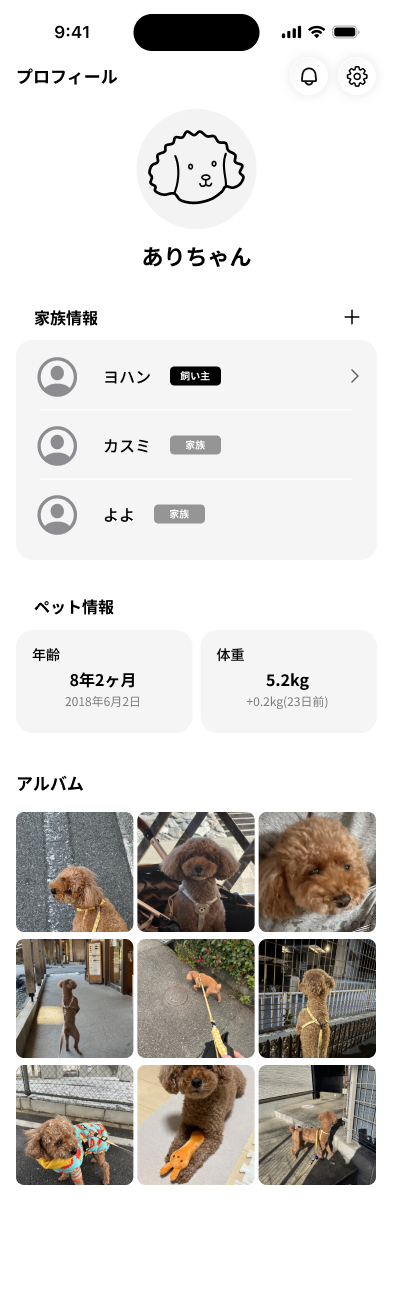 9:41
プロフィール
ありちゃん
家族情報
ヨハン 飼い主
カスミ 家族
よよ 家族
ペット情報
年齢
8年2ヶ月
2018年6月2日
体重
5.2kg
+0.2kg(23日前)
アルバム